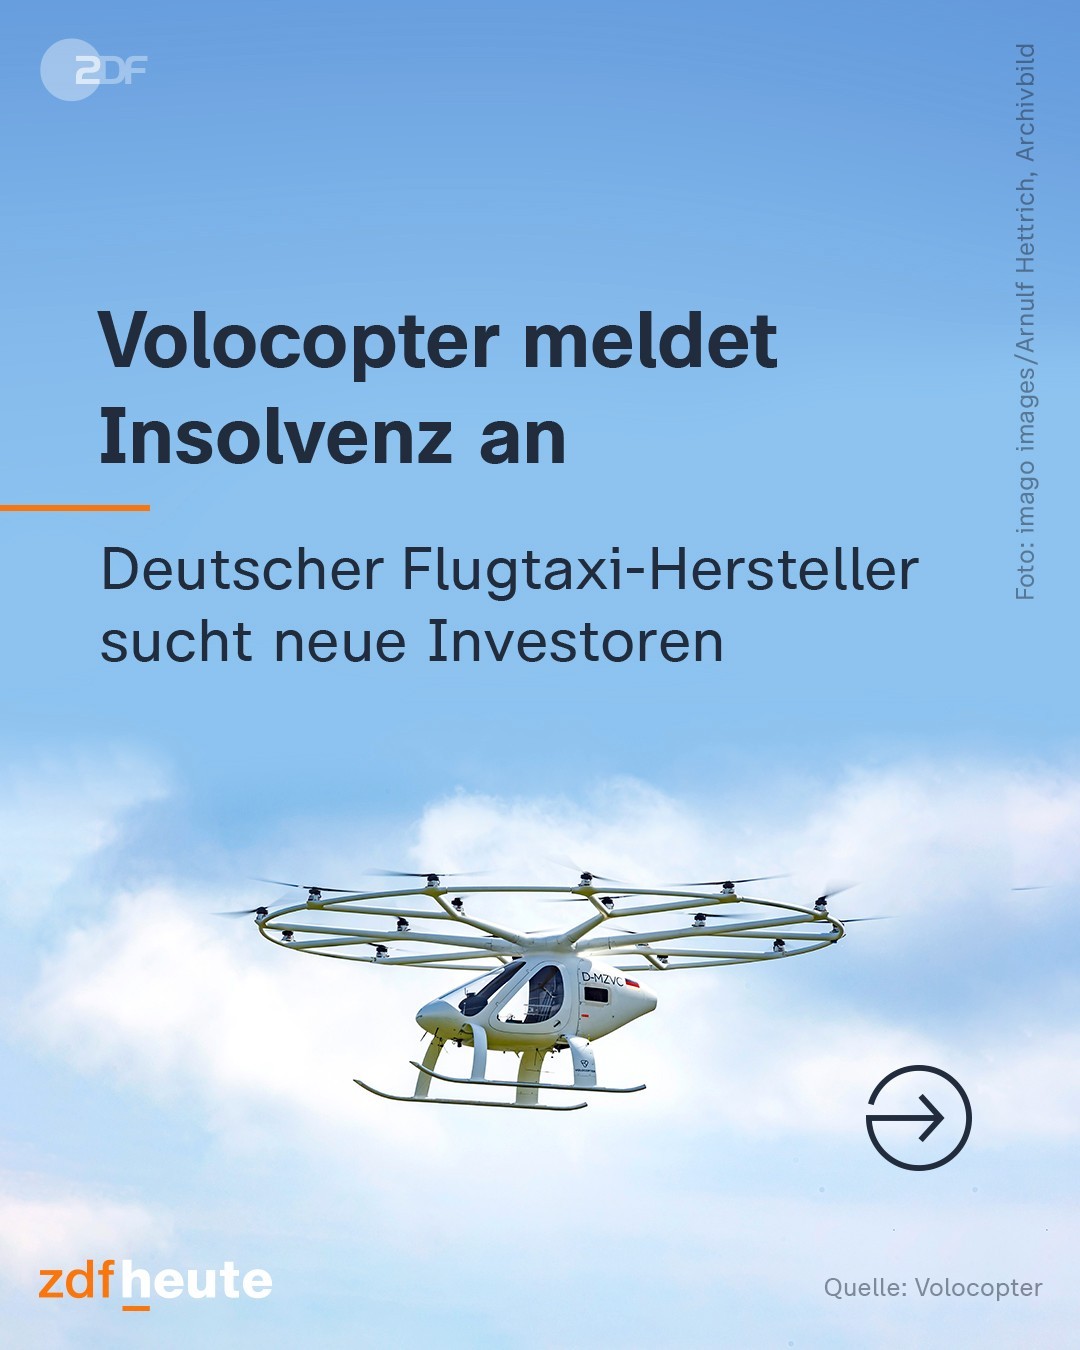 ZDF
Foto: imago images/Arnulf Hettrich, Archivbild
Volocopter meldet
Insolvenz an
Deutscher Flugtaxi-Hersteller
sucht neue Investoren
D-MZVC
VOLOCOPTER
zdfheute
Quelle: Volocopter